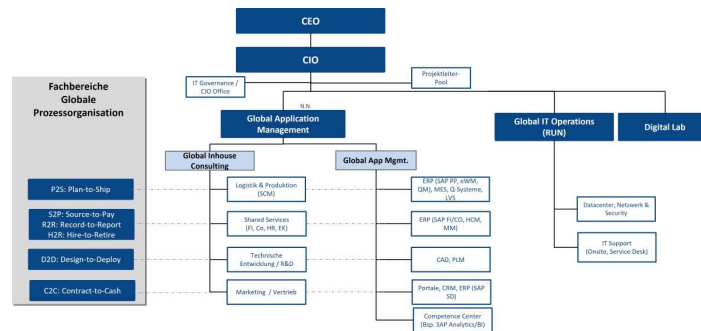 CEO
CIO
IT Governance /
CIO Office
Projektleiter-
Pool
Fachbereiche
Globale
Prozessorganisation
N.N.
Global Application
Management
Global IT Operations
(RUN)
Digital Lab
Global Inhouse
Consulting
Global App Mgmt.
P2S: Plan-to-Ship
Logistik & Produktion
(SCM)
ERP (SAP PP, eWM,
QM), MES, Q-Systeme,
LVS
Datacenter, Netzwerk &
Security
S2P: Source-to-Pay
R2R: Record-to-Report
H2R: Hire-to-Retire
Shared Services
(FI, Co, HR, EK)
ERP (SAP FI/CO, HCM,
MM)
IT Support
(Onsite, Service Desk)
D2D: Design-to-Deploy
Technische
Entwicklung / R&D
CAD, PLM
C2C: Contract-to-Cash
Marketing / Vertrieb
Portale, CRM, ERP (SAP
SD)
Competence Center
(Bsp. SAP Analytics/BI)